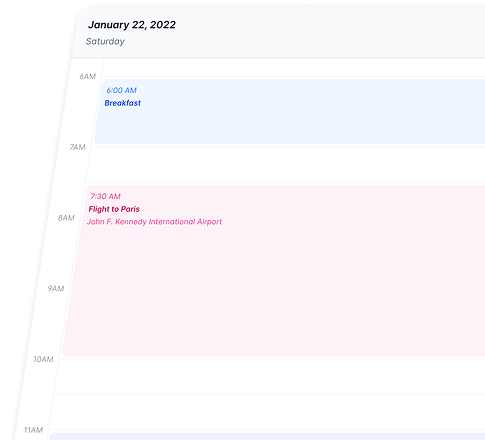 January 22, 2022
Saturday
6AM
6:00 AM
Breakfast
7AM
7:30 AM
Flight to Paris
John F. Kennedy International Airport
8AM
9AM
10AM
11AM